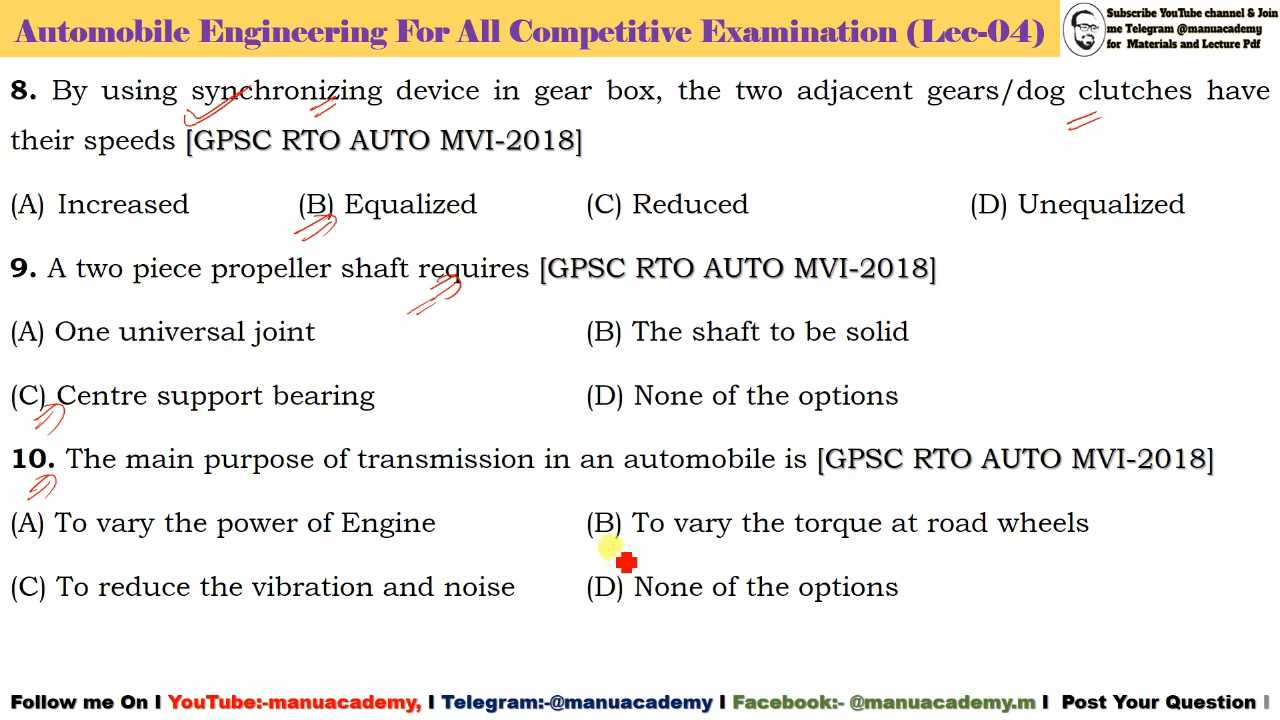 Automobile Engineering For All Competitive Examination (Lec-04)
Subscribe YouTube channel & Join
me Telegram @manuacademy
for Materials and Lecture Pdf
8. By using synchronizing device in gear box, the two adjacent gears/dog clutches have
their speeds [GPSC RTO AUTO MVI-2018]
(A) Increased (B) Equalized (C) Reduced (D) Unequalized
9. A two piece propeller shaft requires [GPSC RTO AUTO MVI-2018]
(A) One universal joint (B) The shaft to be solid
(C) Centre support bearing (D) None of the options
10. The main purpose of transmission in an automobile is [GPSC RTO AUTO MVI-2018]
(A) To vary the power of Engine (B) To vary the torque at road wheels
(C) To reduce the vibration and noise (D) None of the options
Follow me On I YouTube:-manuacademy, I Telegram:-@manuacademy I Facebook:- @manuacademy.m I Post Your Question I